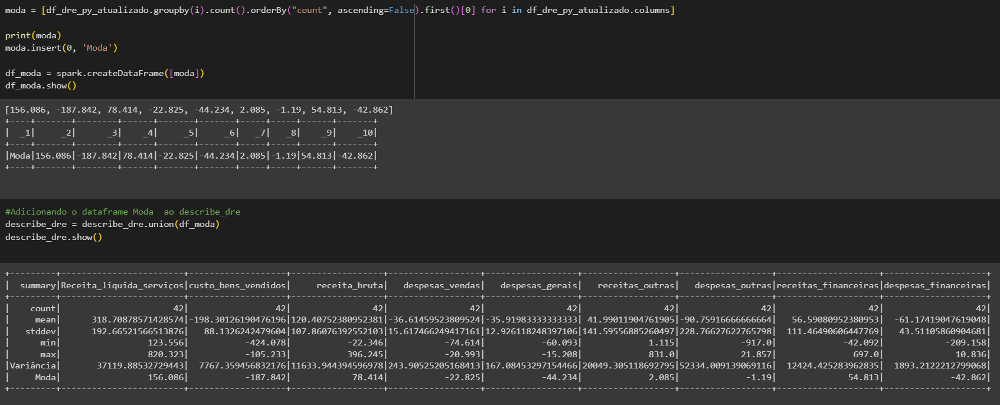 moda = [df_dre_py_atualizado.groupby(i).count().orderBy("count", ascending=False).first()[0] for i in df_dre_py_atualizado.columns]
print(moda)
moda.insert(0, 'Moda')
df_moda = spark.createDataFrame([moda])
df_moda.show()
[156.086, -187.842, 78.414, -22.825, -44.234, 2.085, -1.19, 54.813, -42.862]
+----+-------+--------+------+-------+-------+-----+-----+------+-------+
|  _1|     _2|      _3|    _4|     _5|     _6|   _7|   _8|    _9|    _10|
+----+-------+--------+------+-------+-------+-----+-----+------+-------+
|Moda|156.086|-187.842|78.414|-22.825|-44.234|2.085|-1.19|54.813|-42.862|
+----+-------+--------+------+-------+-------+-----+-----+------+-------+
#Adicionando o dataframe Moda  ao describe_dre
describe_dre = describe_dre.union(df_moda)
describe_dre.show()
+---------+------------------------+-------------------+------------------+------------------+------------------+------------------+------------------+--------------------+--------------------+
|  summary|Receita_liquida_serviços|custo_bens_vendidos|     receita_bruta|   despesas_vendas|   despesas_gerais|   receitas_outras|   despesas_outras|receitas_financeiras|despesas_financeiras|
+---------+------------------------+-------------------+------------------+------------------+------------------+------------------+------------------+--------------------+--------------------+
|    count|                      42|                 42|                42|                42|                42|                42|                42|                  42|                  42|
|     mean|      318.70878571428574|-198.30126190476196|120.40752380952381|-36.61459523809524|-35.91983333333333| 41.99011904761905|-90.75916666666664|   56.59080952380953|  -61.17419047619048|
|   stddev|      192.66521566513876|   88.1326242479604|107.86076392552103|15.617466249417161|12.926118248397106|141.59556885260497|228.76627622765798|  111.46490606447769|   43.51105860904681|
|      min|                 123.556|           -424.078|           -22.346|           -74.614|           -60.093|             1.115|            -917.0|             -42.092|            -209.158|
|      max|                 820.323|           -105.233|           396.245|           -20.993|           -15.208|             831.0|            21.857|               697.0|              10.836|
|Variância|       37119.88532729443|  7767.359456832176|11633.944394596978|243.90525205168413|167.08453297154466|20049.305118692795|52334.009139069116|  12424.425283962835|  1893.2122212799068|
|     Moda|                 156.086|           -187.842|            78.414|           -22.825|           -44.234|             2.085|             -1.19|              54.813|             -42.862|
+---------+------------------------+-------------------+------------------+------------------+------------------+------------------+------------------+--------------------+--------------------+